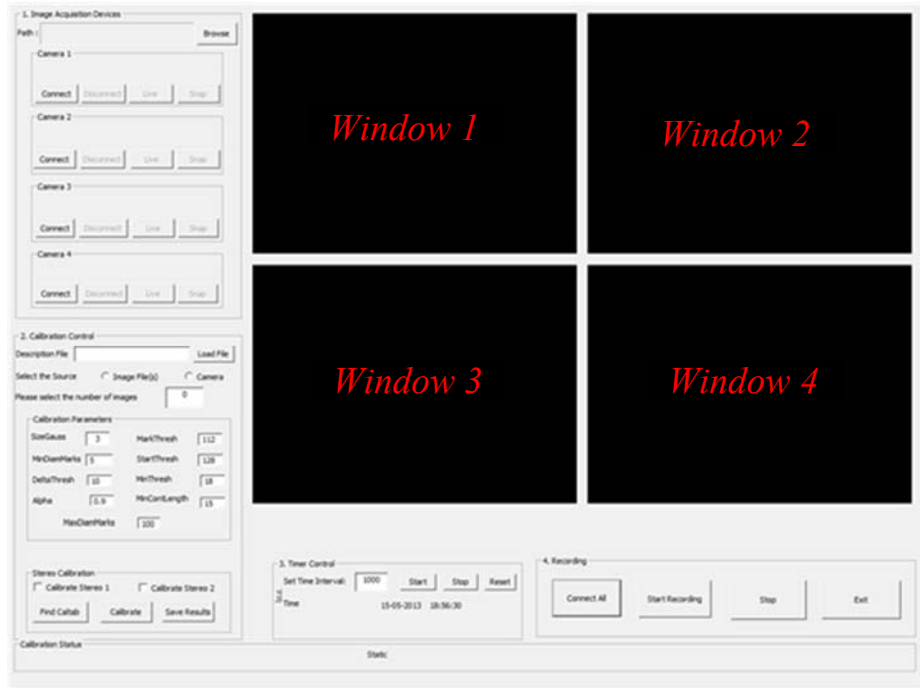 1. Image Acquisition Devices
Path : Browse
Camera 1
Connect Disconnect Live Snap
Camera 2
Connect Disconnect Live Snap
Camera 3
Connect Disconnect Live Snap
Camera 4
Connect Disconnect Live Snap
Window 1
Window 2
Window 3
Window 4
2. Calibration Control
Description File Load File
Select the Source Image File(s) Camera
Please select the number of images 0
Calibration Parameters
SizeGauss 3 MarkThresh 112
MinDiamMarks 5 StartThresh 128
DeltaThresh 10 MinThresh 18
Alpha 0.9 MinContLength 15
MaxDiamMarks 100
Stereo Calibration
Calibrate Stereo 1 Calibrate Stereo 2
Find Caltab Calibrate Save Results
3. Timer Control
Set Time Interval: 1000 Start Stop Reset
Time 15-05-2013 18:56:30
4. Recording
Connect All Start Recording Stop Exit
Calibration Status
Static